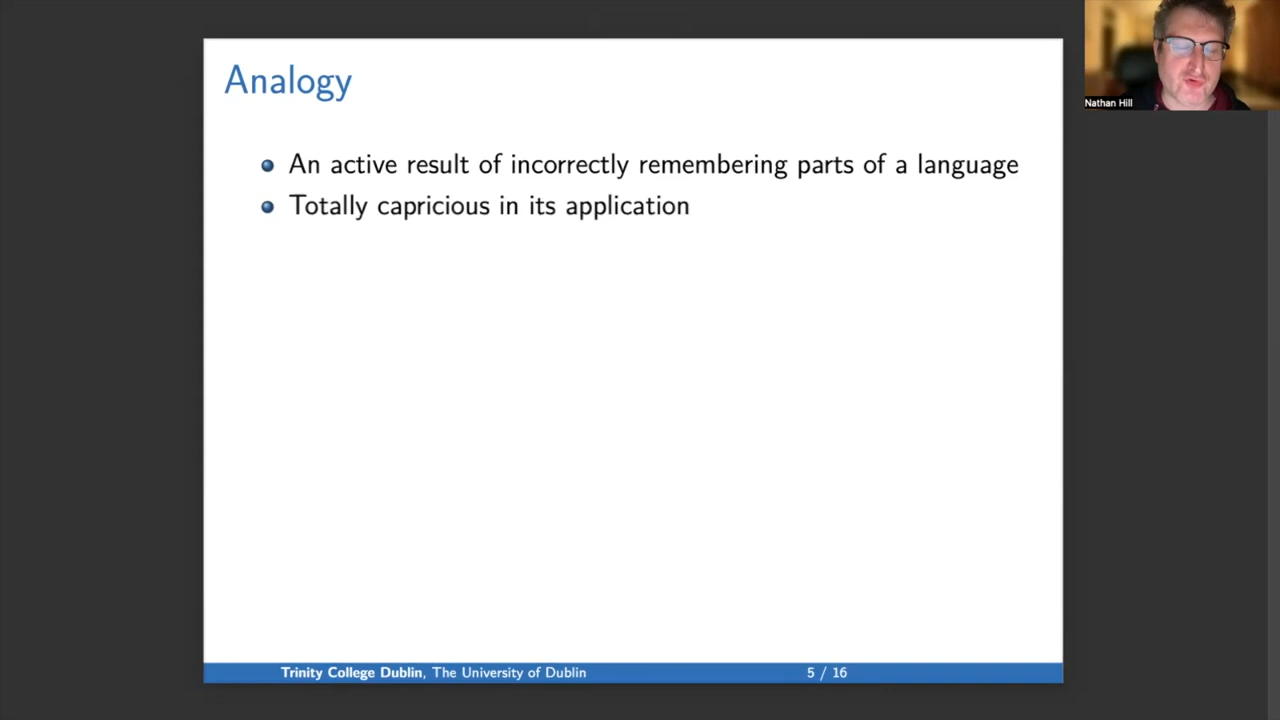 Analogy
An active result of incorrectly remembering parts of a language
Totally capricious in its application
Trinity College Dublin, The University of Dublin
5 / 16
Nathan Hill